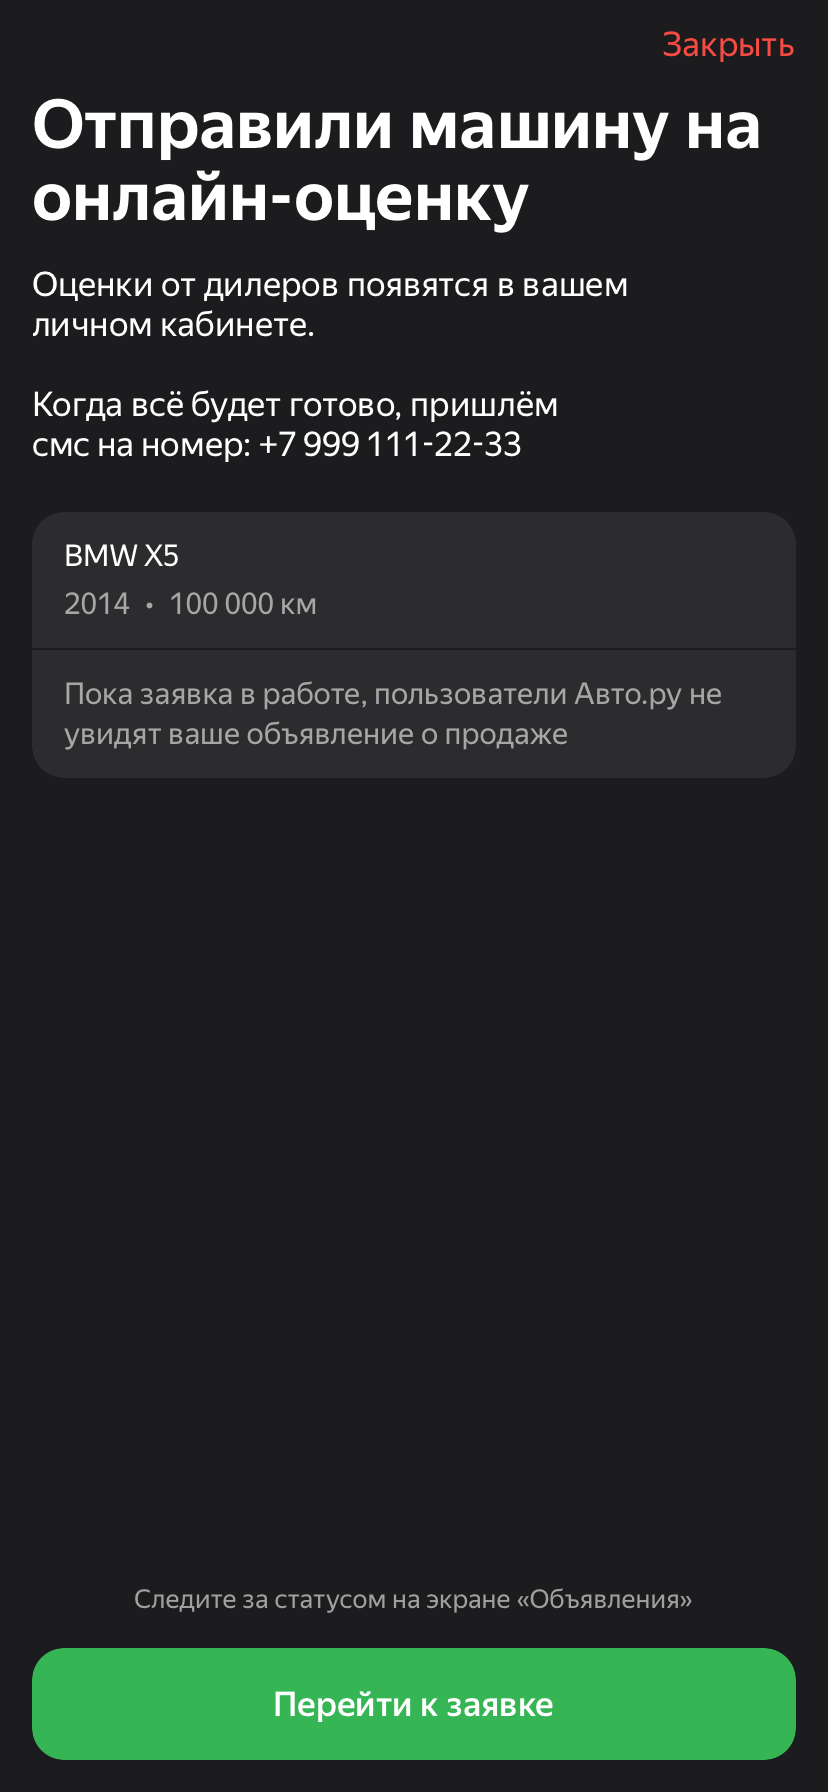 Закрыть
Отправили машину на
онлайн-оценку
Оценки от дилеров появятся в вашем
личном кабинете.
Когда всё будет готово, пришлём
смс на номер: +7 999 111-22-33
BMW X5
2014 • 100 000 км
Пока заявка в работе, пользователи Авто.ру не
увидят ваше объявление о продаже
Следите за статусом на экране «Объявления»
Перейти к заявке